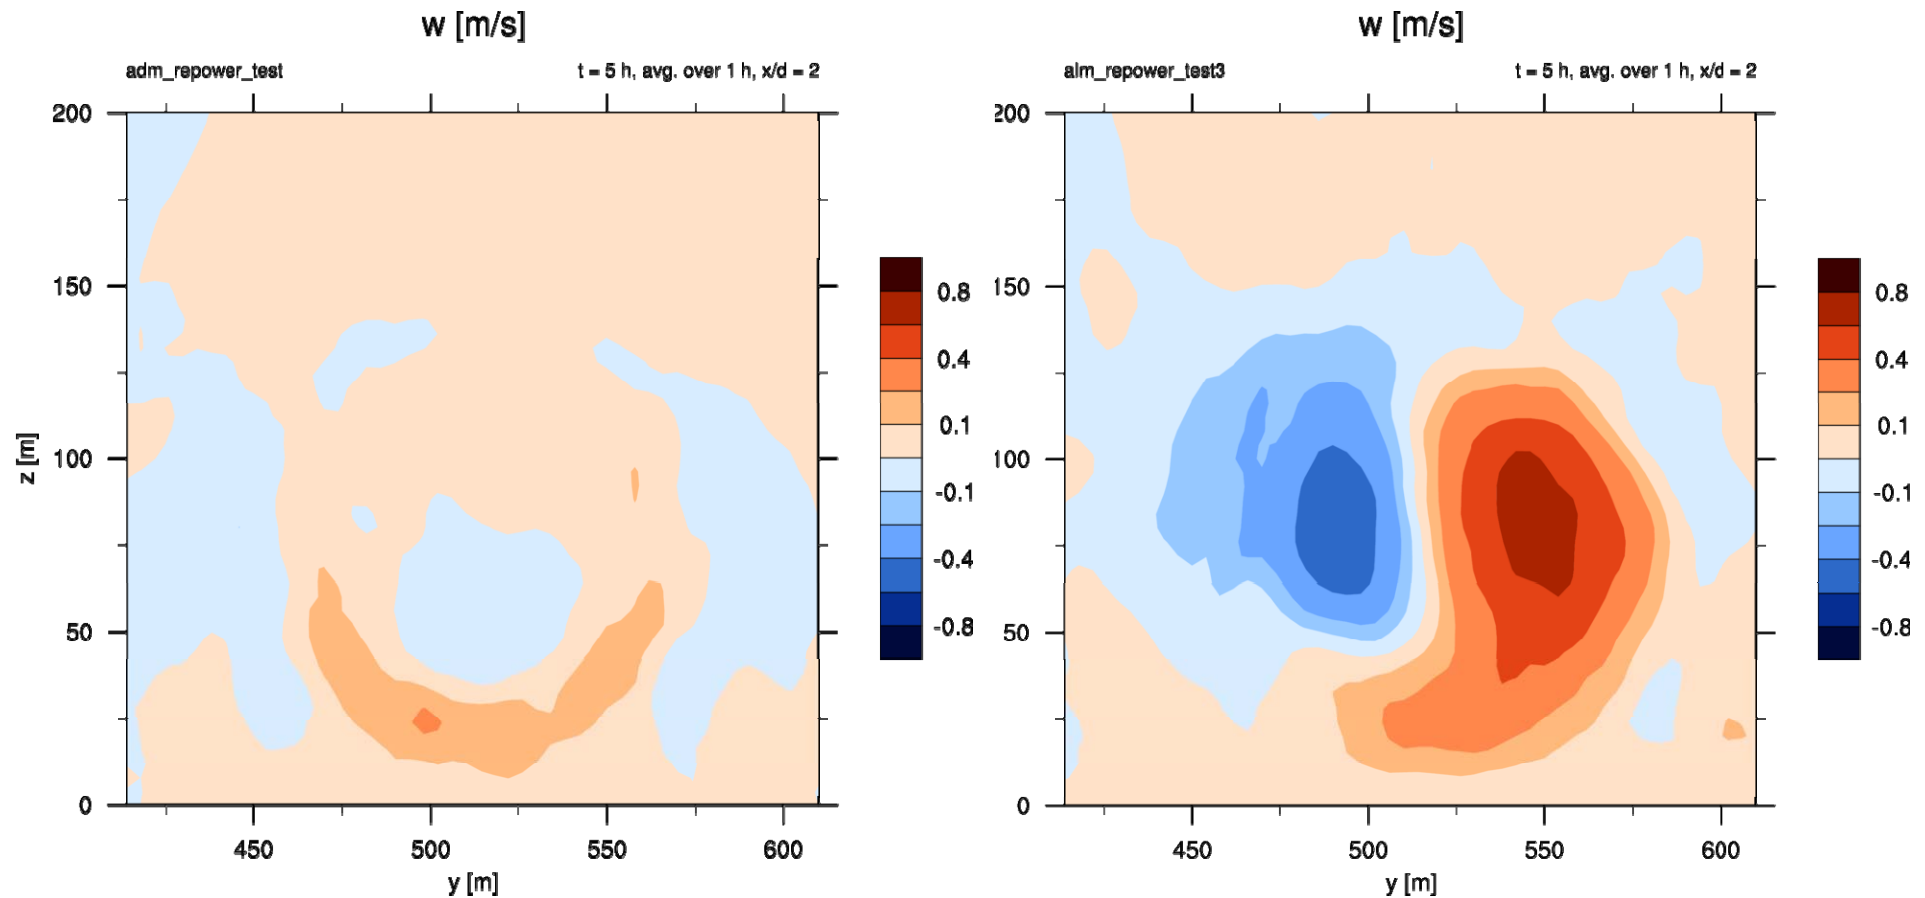 w [m/s]
adm_repower_test t = 5 h, avg. over 1 h, x/d = 2
200
150
100
50
0
z [m]
450 500 550 600
y [m]
0.8
0.4
0.1
-0.1
-0.4
-0.8
w [m/s]
alm_repower_test3 t = 5 h, avg. over 1 h, x/d = 2
200
150
100
50
0
450 500 550 600
y [m]
0.8
0.4
0.1
-0.1
-0.4
-0.8